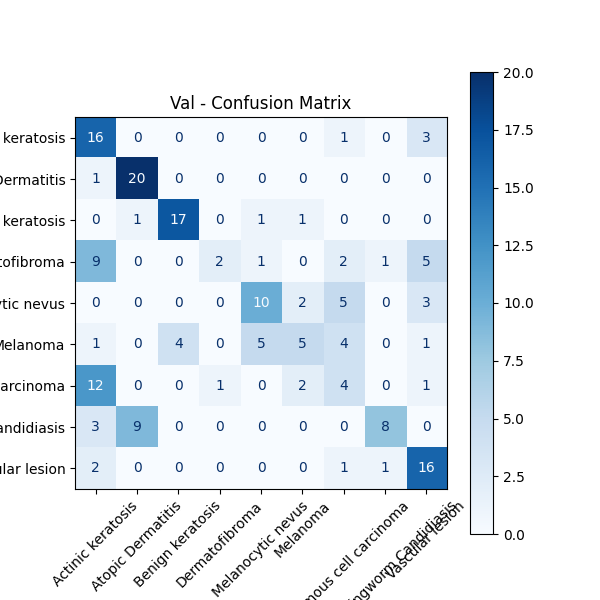 Val - Confusion Matrix
keratosis 16 0 0 0 0 0 1 0 3
Dermatitis 1 20 0 0 0 0 0 0 0
keratosis 0 1 17 0 1 1 0 0 0
tofibroma 9 0 0 2 1 0 2 1 5
tic nevus 0 0 0 0 10 2 5 0 3
Melanoma 1 0 4 0 5 5 4 0 1
arcinoma 12 0 0 1 0 2 4 0 1
andidiasis 3 9 0 0 0 0 0 8 0
ular lesion 2 0 0 0 0 0 1 1 16
Actinic keratosis
Atopic Dermatitis
Benign keratosis
Dermatofibroma
Melanocytic nevus
Melanoma
mous cell carcinoma
ngworm Candidiasis
Vascular lesion
20.0
17.5
15.0
12.5
10.0
7.5
5.0
2.5
0.0